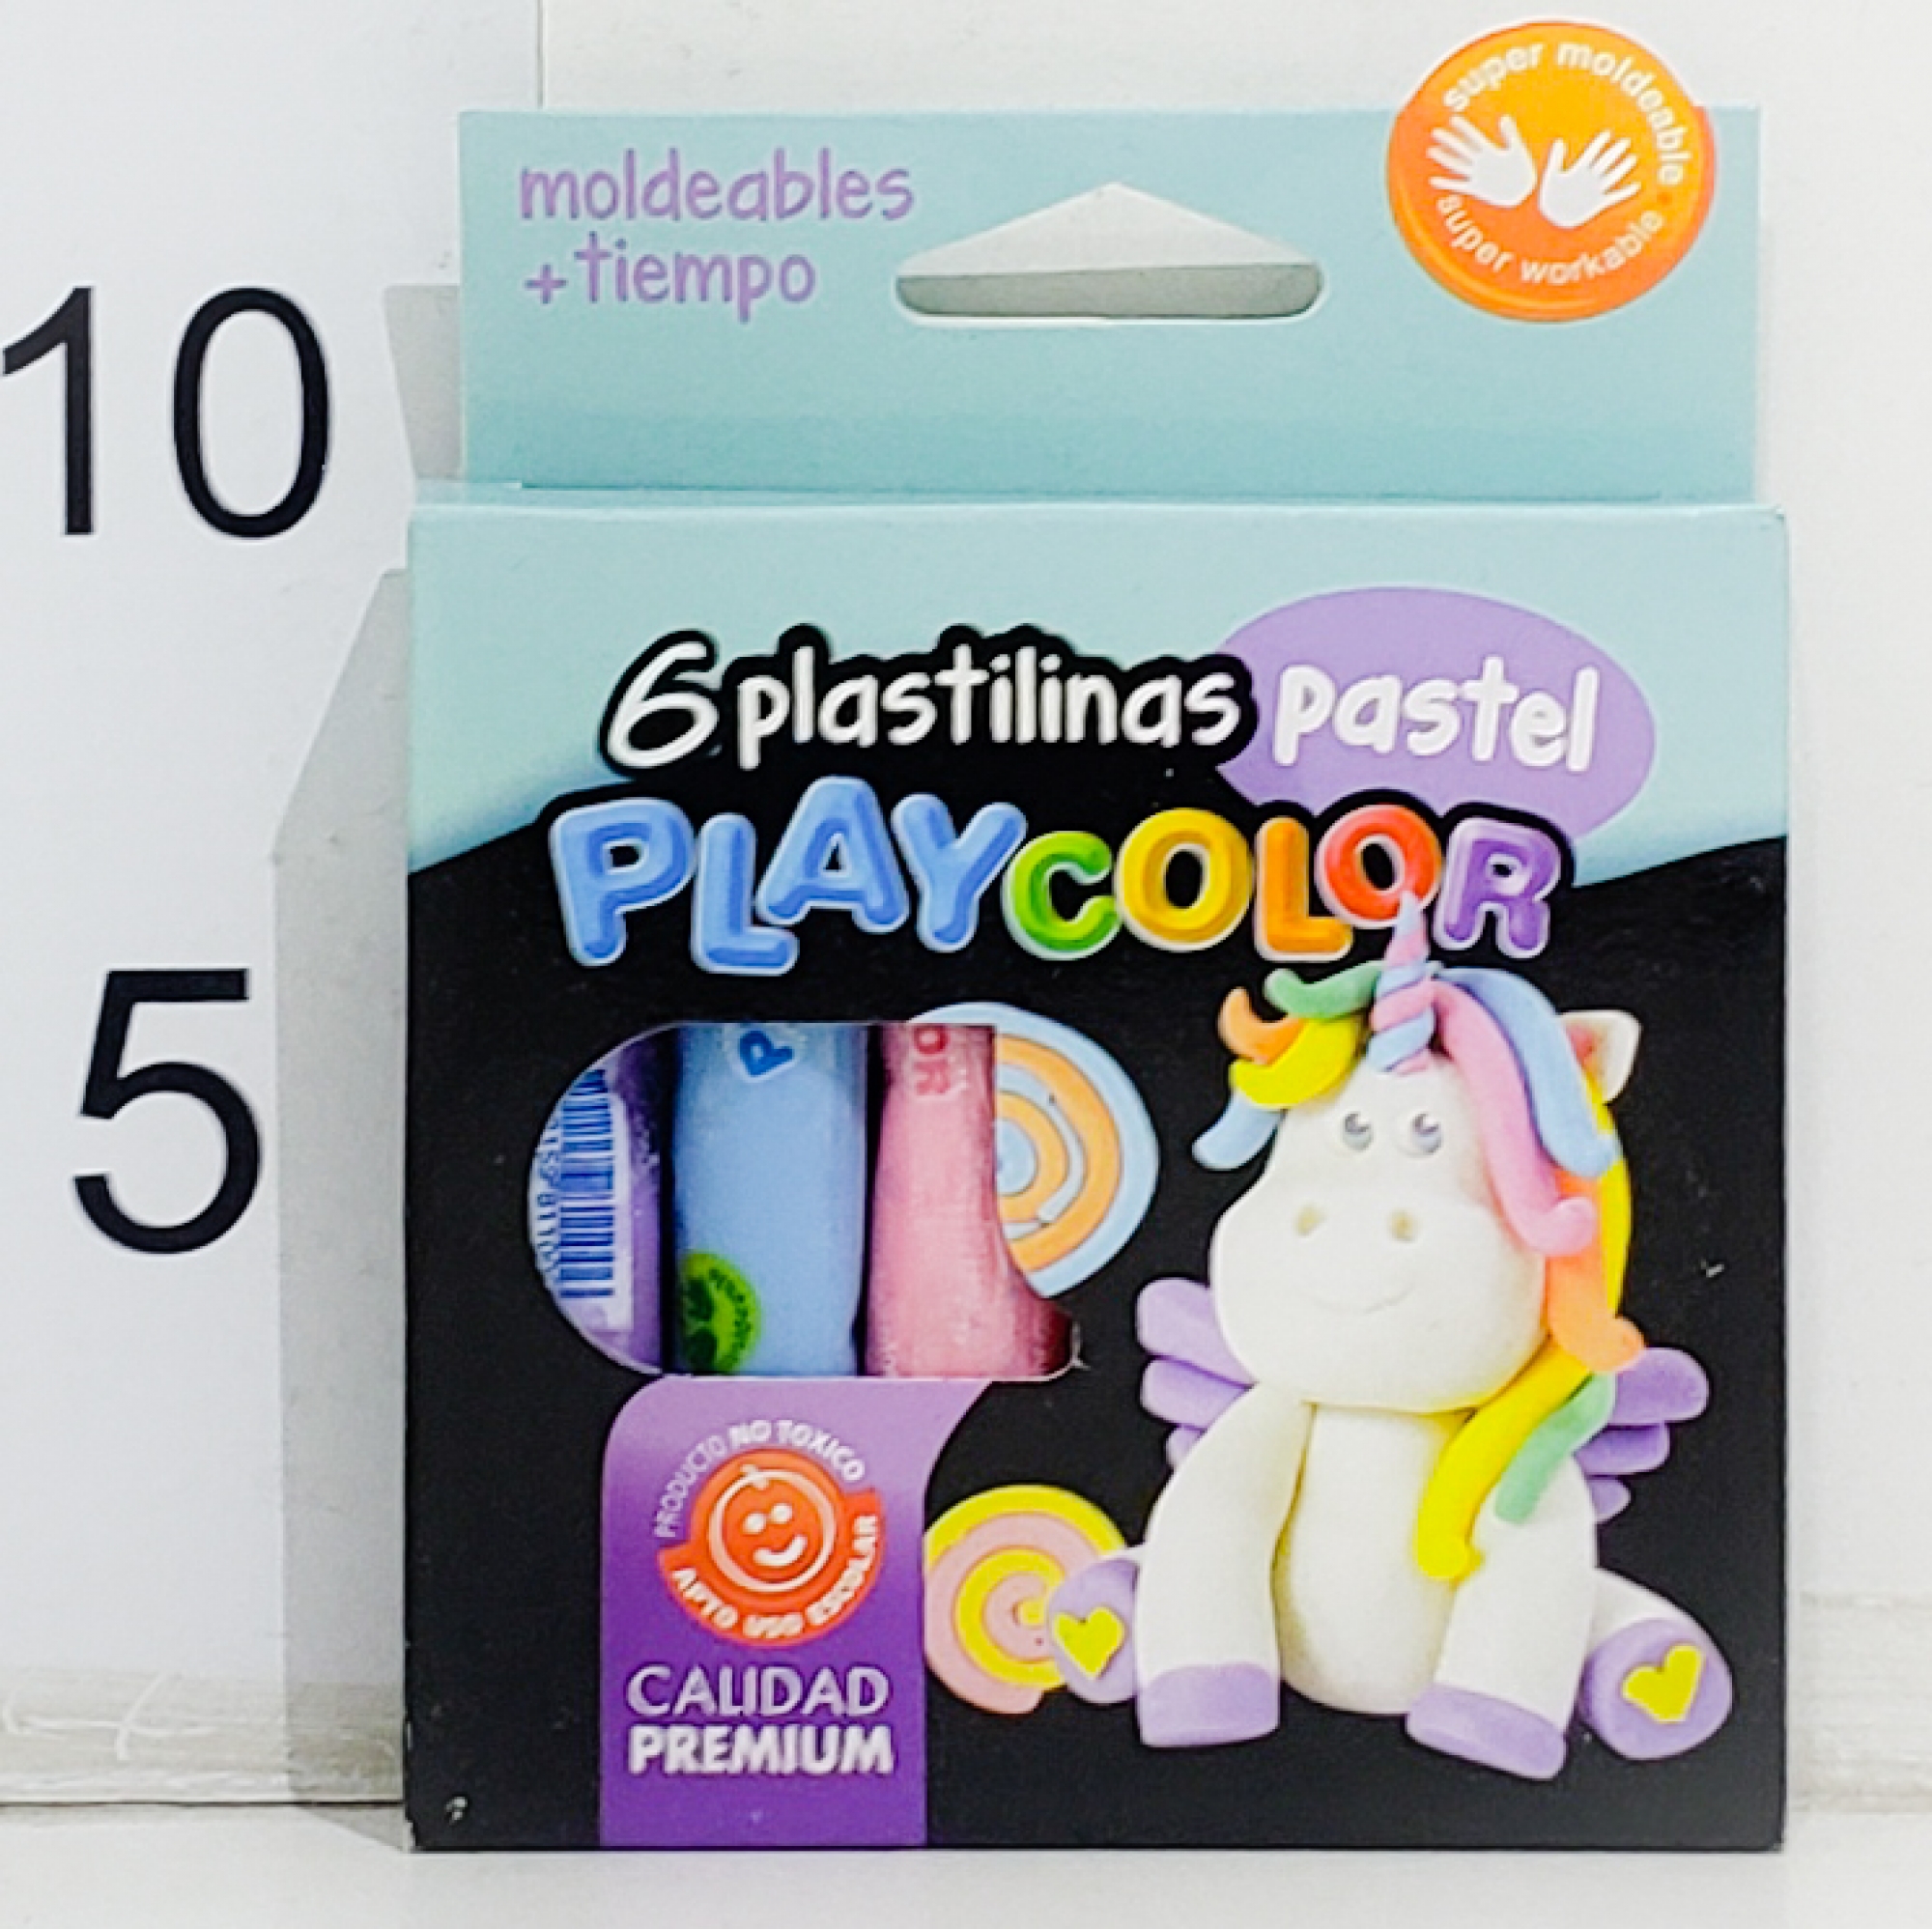 super moldeable
super workable
moldeables
+tiempo
10
6 plastilinas pastel
PLAYCOLOR
5
P
OR
PRODUCTO NO TOXICO
APTO USO ESCOLAR
CALIDAD
PREMIUM